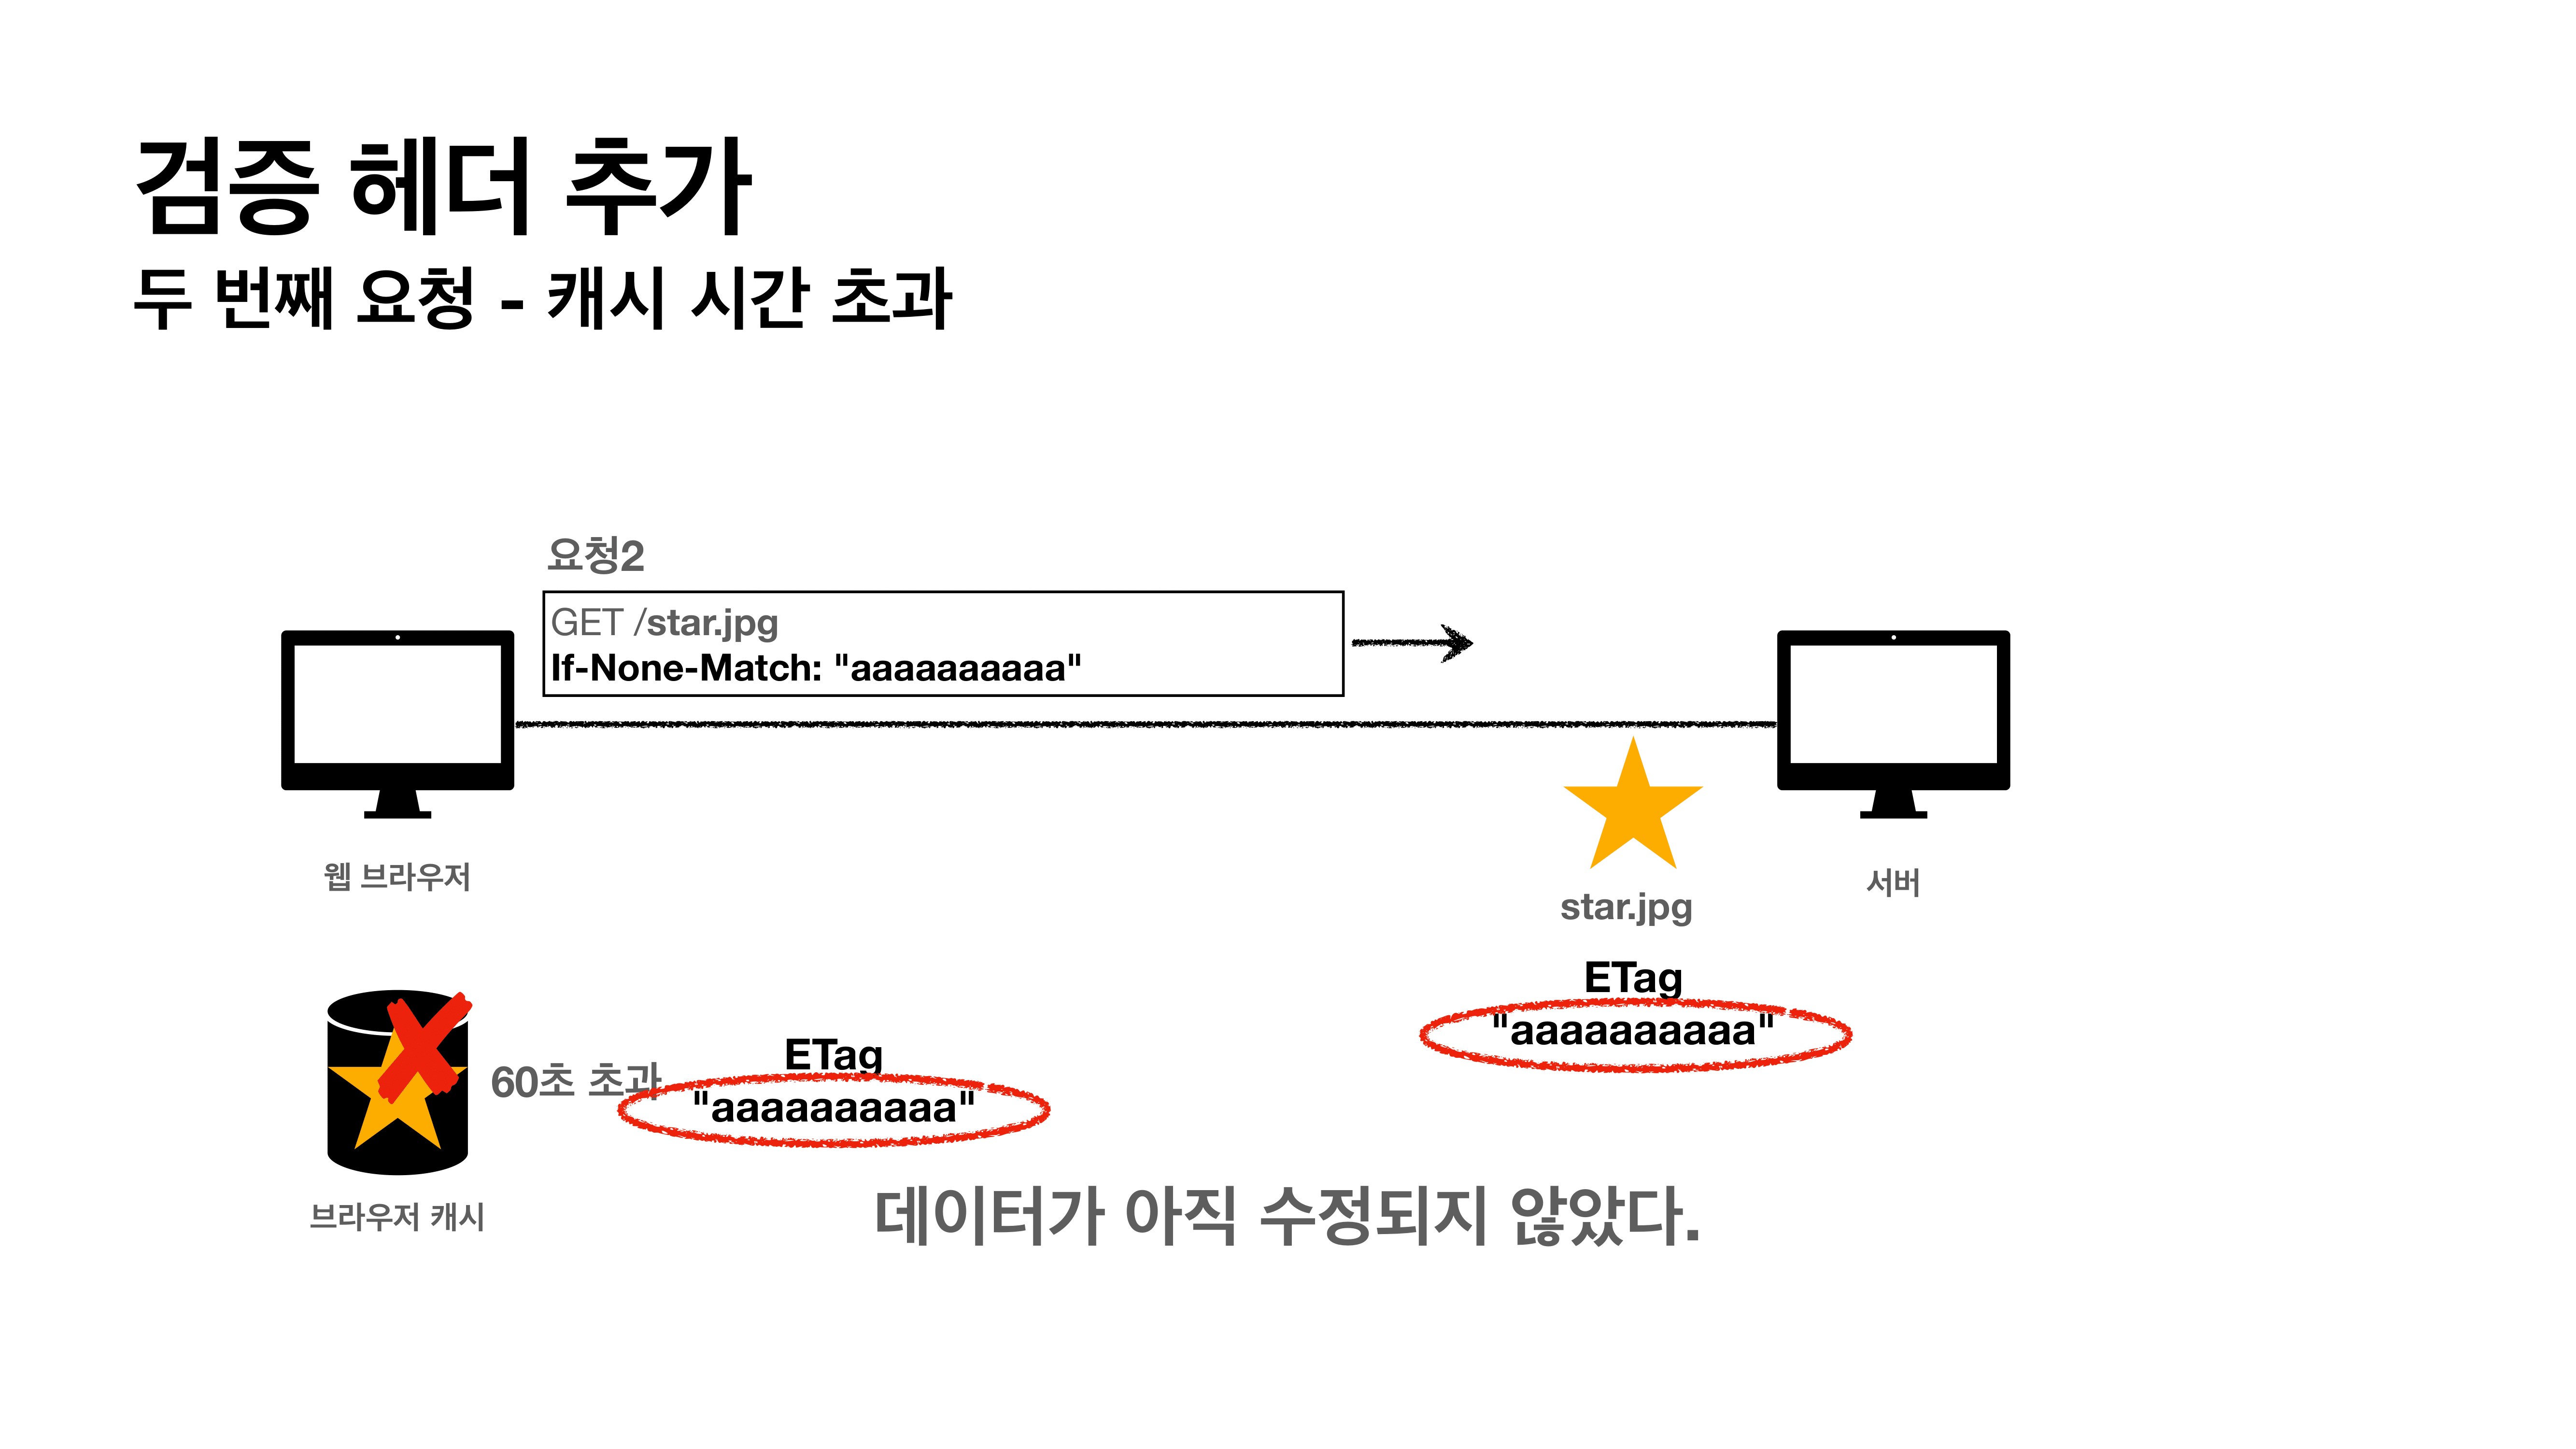 검증 헤더 추가
두 번째 요청 - 캐시 시간 초과
요청2
GET /star.jpg
If-None-Match: "aaaaaaaaaa"
웹 브라우저
서버
star.jpg
ETag
"aaaaaaaaaa"
60초 초과
ETag
"aaaaaaaaaa"
브라우저 캐시
데이터가 아직 수정되지 않았다.